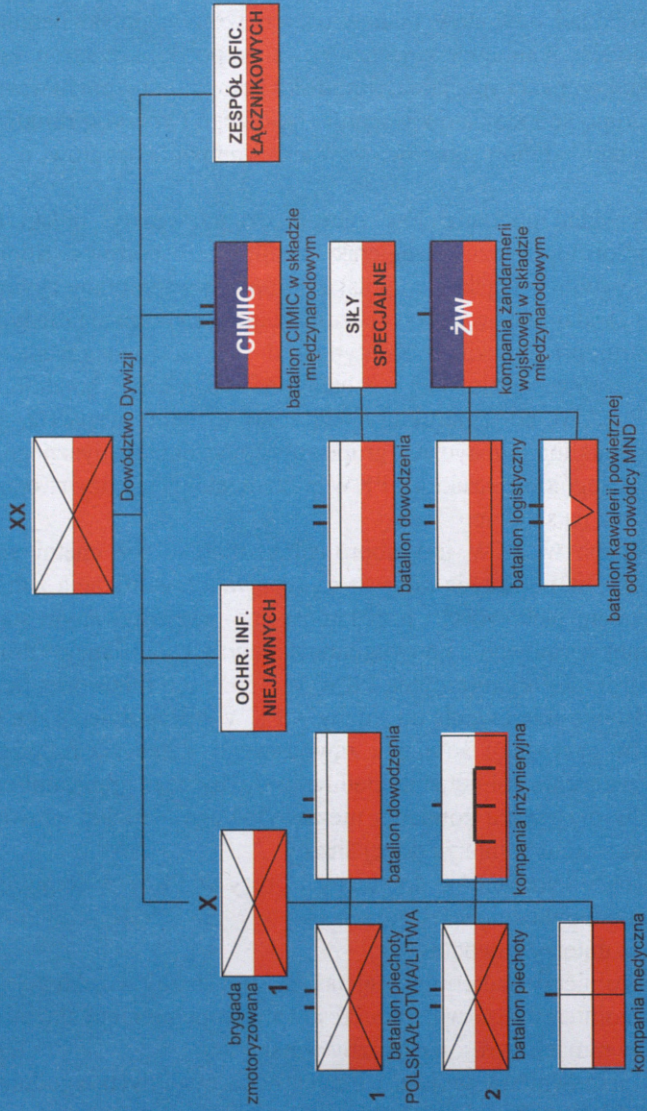 XX
Dowództwo Dywizji
X
brygada
zmotoryzowana
1
OCHR. INF.
NIEJAWNYCH
CIMIC
batalion CIMIC w składzie
międzynarodowym
ZESPÓŁ OFIC.
ŁĄCZNIKOWYCH
1
batalion piechoty
POLSKA/ŁOTWA/LITWA
batalion dowodzenia
batalion dowodzenia
SIŁY
SPECJALNE
2
batalion piechoty
kompania inżynieryjna
batalion logistyczny
ŻW
kompania żandarmerii
wojskowej w składzie
międzynarodowym
kompania medyczna
batalion kawalerii powietrznej
odwód dowódcy MND